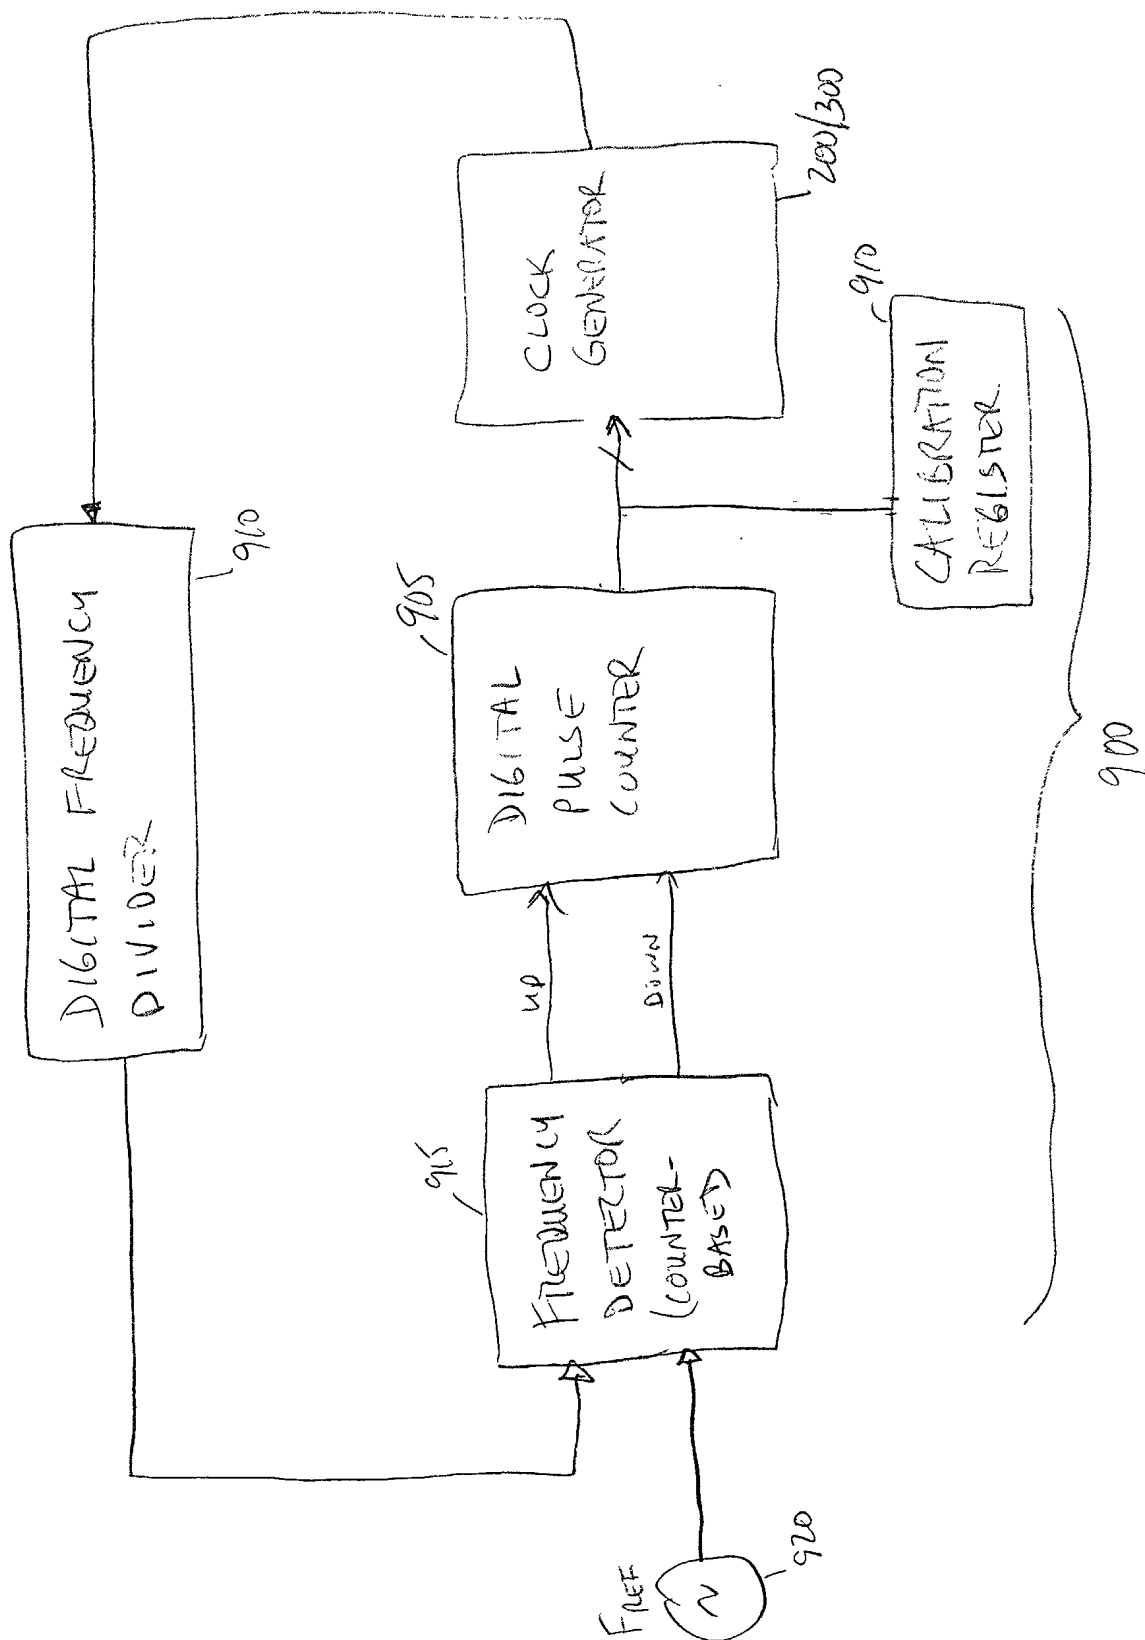 DIGITAL FREQUENCY
DIVIDER
910
FREF
~
920
FREQUENCY
DETECTOR
(COUNTER-
BASED)
915
UP
DOWN
DIGITAL
PULSE
COUNTER
905
CLOCK
GENERATOR
200/300
CALIBRATION
REGISTER
910
900